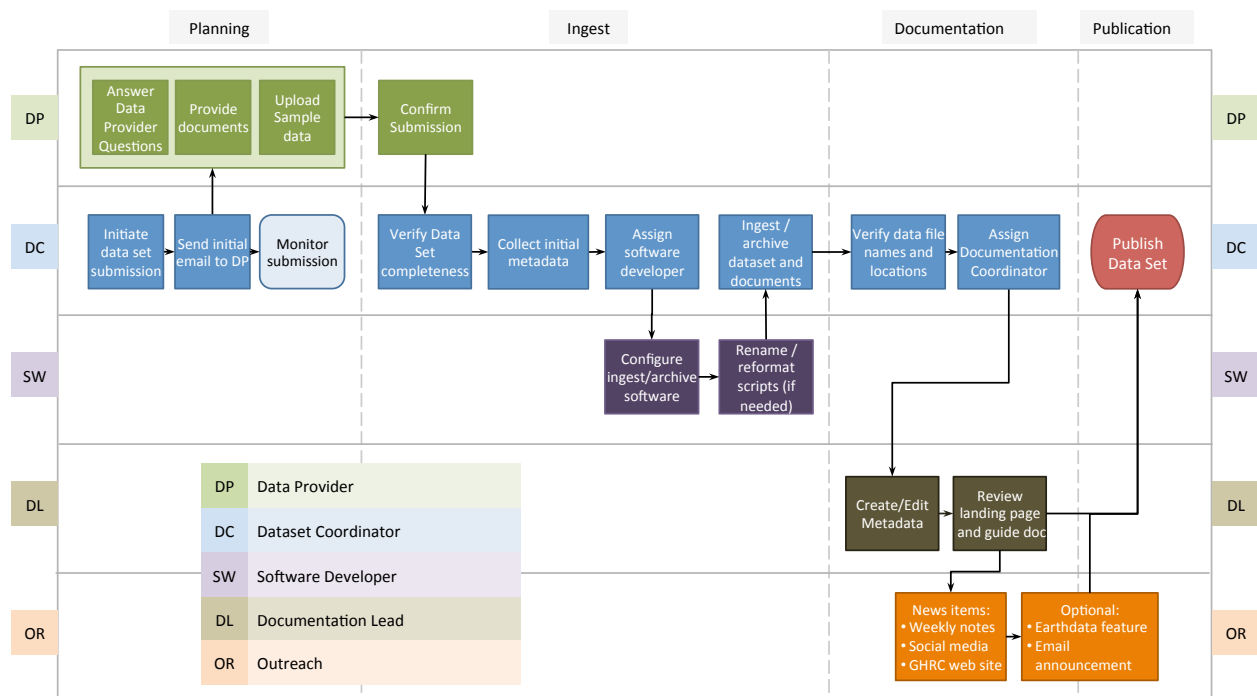 Planning
Ingest
Documentation
Publication
DP
Answer
Data
Provider
Questions
Provide
documents
Upload
Sample
data
Confirm
Submission
DP
DC
Initiate
data set
submission
Send initial
email to DP
Monitor
submission
Verify Data
Set
completeness
Collect initial
metadata
Assign
software
developer
Ingest /
archive
dataset and
documents
Verify data file
names and
locations
Assign
Documentation
Coordinator
Publish
Data Set
DC
SW
Configure
ingest/archive
software
Rename /
reformat
scripts (if
needed)
SW
DL
Create/Edit
Metadata
Review
landing page
and guide doc
DL
DP Data Provider
DC Dataset Coordinator
SW Software Developer
DL Documentation Lead
OR Outreach
OR
News items:
• Weekly notes
• Social media
• GHRC web site
Optional:
• Earthdata feature
• Email
announcement
OR